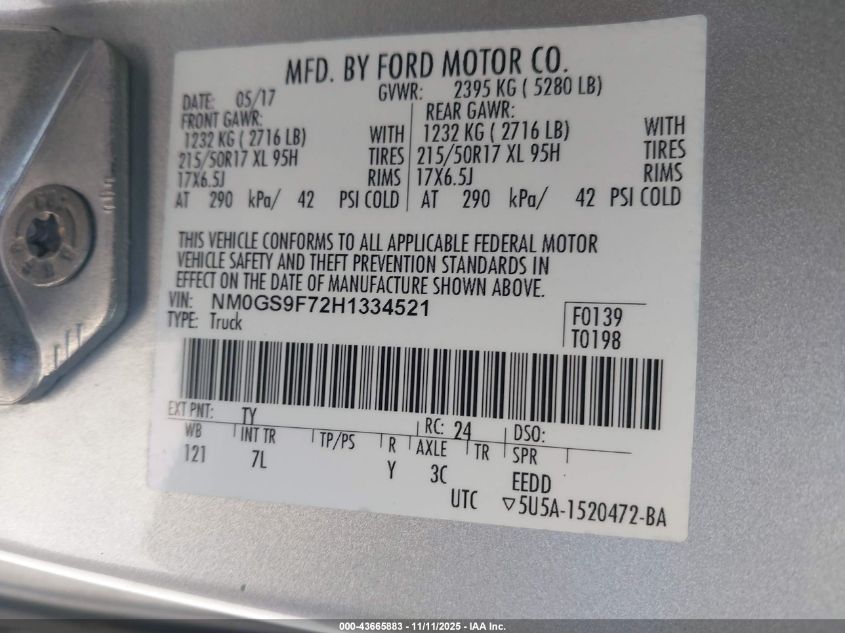 MFD. BY FORD MOTOR CO.
DATE: 05/17 GVWR: 2395 KG ( 5280 LB)
FRONT GAWR: REAR GAWR:
1232 KG ( 2716 LB) WITH 1232 KG ( 2716 LB) WITH
215/50R17 XL 95H TIRES 215/50R17 XL 95H TIRES
17X6.5J RIMS 17X6.5J RIMS
AT 290 kPa/ 42 PSI COLD AT 290 kPa/ 42 PSI COLD
THIS VEHICLE CONFORMS TO ALL APPLICABLE FEDERAL MOTOR
VEHICLE SAFETY AND THEFT PREVENTION STANDARDS IN
EFFECT ON THE DATE OF MANUFACTURE SHOWN ABOVE.
VIN: NM0GS9F72H1334521
TYPE: Truck
F0139
T0198
EXT PNT: TY RC: 24 DSO:
WB INT TR TP/PS R AXLE TR SPR
121 7L Y 3C EEDD
UTC ▽5U5A-1520472-BA
000-43665883 - 11/11/2025 - IAA Inc.